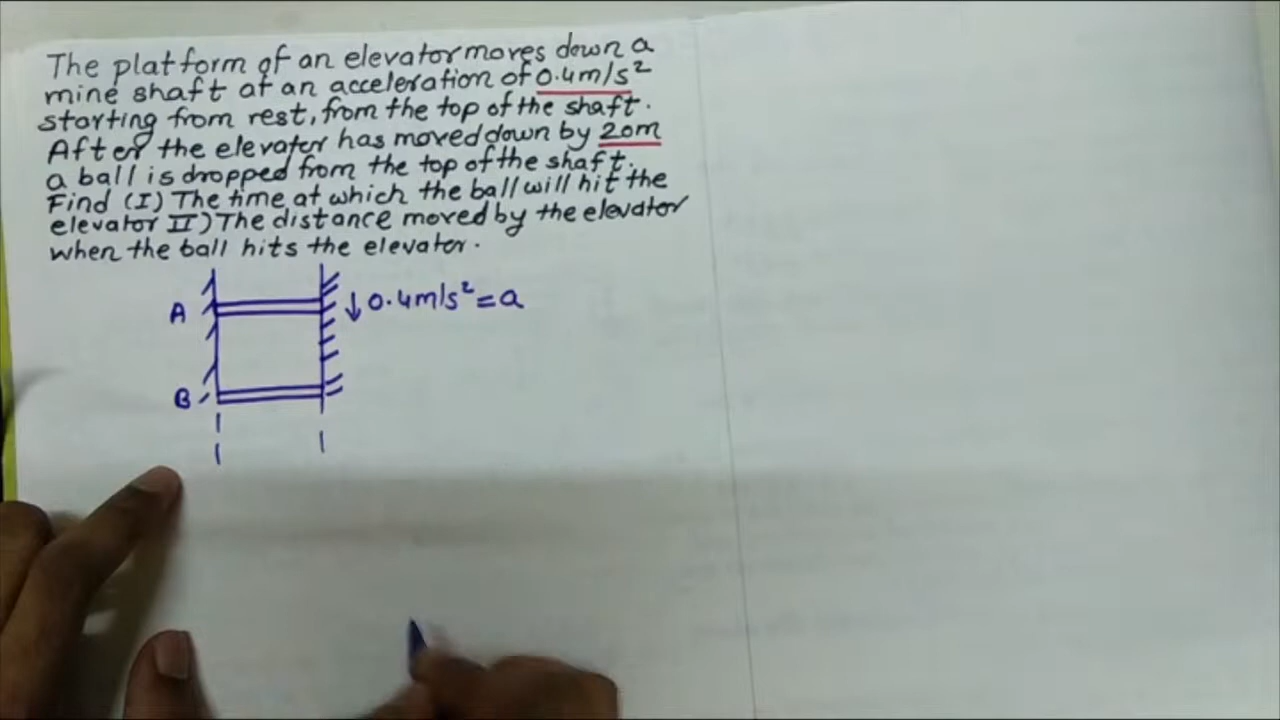 The platform of an elevator moves down a
mine shaft at an acceleration of 0.4m/s²
starting from rest, from the top of the shaft.
After the elevator has moved down by 20m
a ball is dropped from the top of the shaft.
Find (I) The time at which the ball will hit the
elevator II) The distance moved by the elevator
when the ball hits the elevator.
A ↓ 0.4m/s² = a
B